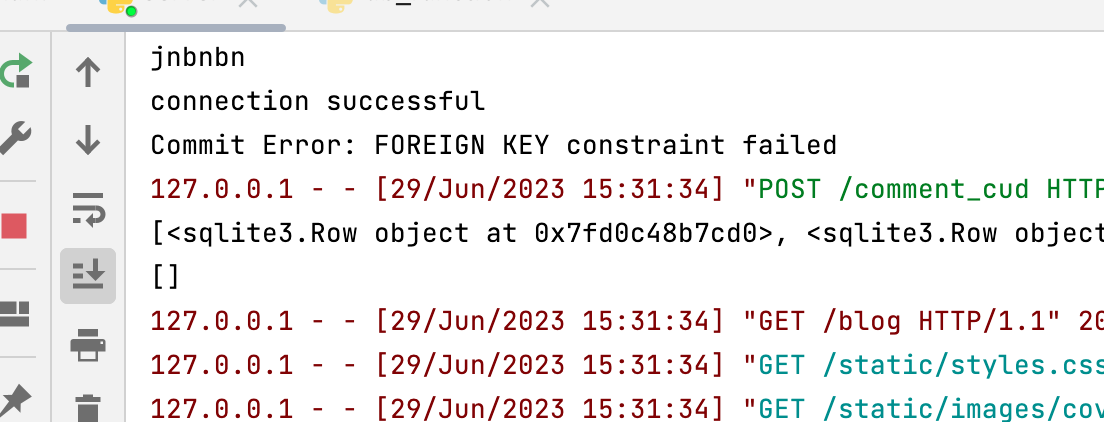 jnbnbn
connection successful
Commit Error: FOREIGN KEY constraint failed
127.0.0.1 - - [29/Jun/2023 15:31:34] "POST /comment_cud HTTP
[<sqlite3.Row object at 0x7fd0c48b7cd0>, <sqlite3.Row object
[]
127.0.0.1 - - [29/Jun/2023 15:31:34] "GET /blog HTTP/1.1" 20
127.0.0.1 - - [29/Jun/2023 15:31:34] "GET /static/styles.css
127.0.0.1 - - [29/Jun/2023 15:31:34] "GET /static/images/cov